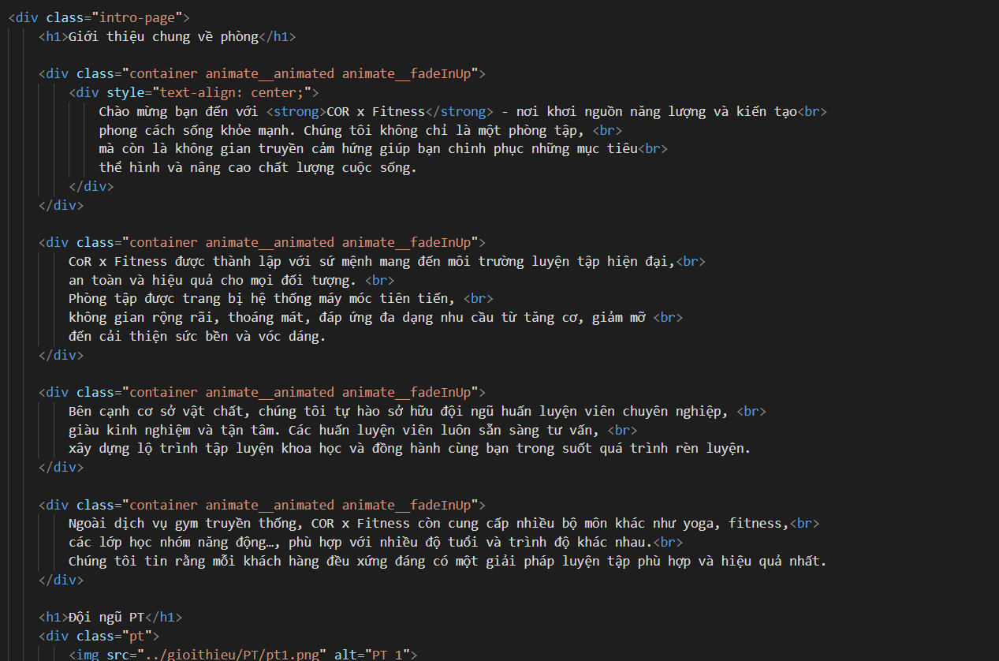 <div class="intro-page">
<h1>Giới thiệu chung về phòng</h1>
<div class="container animate__animated animate__fadeInUp">
<div style="text-align: center;">
Chào mừng bạn đến với <strong>COR x Fitness</strong> - nơi khơi nguồn năng lượng và kiến tạo<br>
phong cách sống khỏe mạnh. Chúng tôi không chỉ là một phòng tập, <br>
mà còn là không gian truyền cảm hứng giúp bạn chinh phục những mục tiêu<br>
thể hình và nâng cao chất lượng cuộc sống.
</div>
</div>
<div class="container animate__animated animate__fadeInUp">
CoR x Fitness được thành lập với sứ mệnh mang đến môi trường luyện tập hiện đại,<br>
an toàn và hiệu quả cho mọi đối tượng. <br>
Phòng tập được trang bị hệ thống máy móc tiên tiến, <br>
không gian rộng rãi, thoáng mát, đáp ứng đa dạng nhu cầu từ tăng cơ, giảm mỡ <br>
đến cải thiện sức bền và vóc dáng.
</div>
<div class="container animate__animated animate__fadeInUp">
Bên cạnh cơ sở vật chất, chúng tôi tự hào sở hữu đội ngũ huấn luyện viên chuyên nghiệp, <br>
giàu kinh nghiệm và tận tâm. Các huấn luyện viên luôn sẵn sàng tư vấn, <br>
xây dựng lộ trình tập luyện khoa học và đồng hành cùng bạn trong suốt quá trình rèn luyện.
</div>
<div class="container animate__animated animate__fadeInUp">
Ngoài dịch vụ gym truyền thống, COR x Fitness còn cung cấp nhiều bộ môn khác như yoga, fitness,<br>
các lớp học nhóm năng động…, phù hợp với nhiều độ tuổi và trình độ khác nhau.<br>
Chúng tôi tin rằng mỗi khách hàng đều xứng đáng có một giải pháp luyện tập phù hợp và hiệu quả nhất.
</div>
<h1>Đội ngũ PT</h1>
<div class="pt">
<img src="../gioithieu/PT/pt1.png" alt="PT 1">